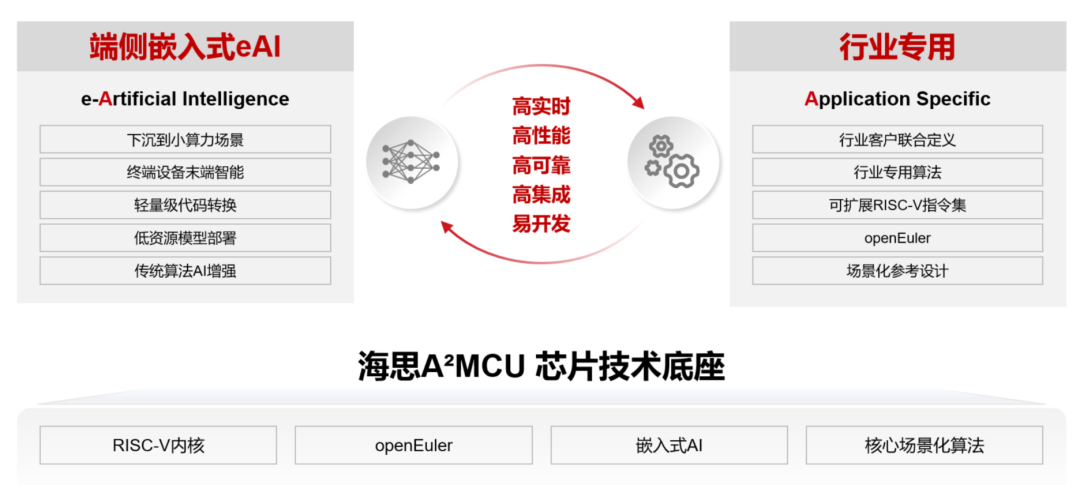 端侧嵌入式eAI
e-Artificial Intelligence
下沉到小算力场景
终端设备末端智能
轻量级代码转换
低资源模型部署
传统算法AI增强
高实时
高性能
高可靠
高集成
易开发
行业专用
Application Specific
行业客户联合定义
行业专用算法
可扩展RISC-V指令集
openEuler
场景化参考设计
海思A²MCU 芯片技术底座
RISC-V内核
openEuler
嵌入式AI
核心场景化算法